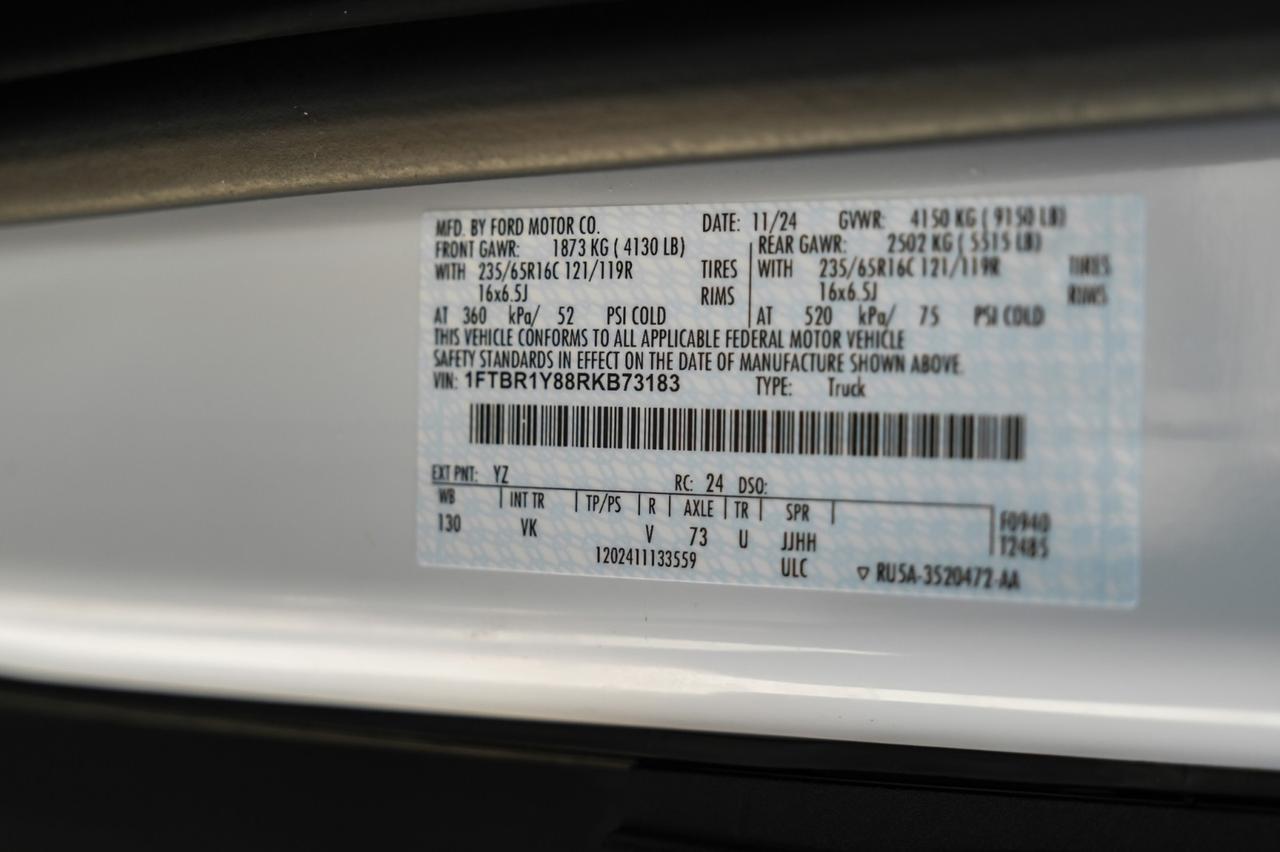 MFD. BY FORD MOTOR CO. DATE: 11/24 GVWR: 4150 KG ( 9150 LB)
FRONT GAWR: 1873 KG ( 4130 LB) REAR GAWR: 2502 KG ( 5515 LB)
WITH 235/65R16C 121/119R TIRES WITH 235/65R16C 121/119R TIRES
16x6.5J RIMS 16x6.5J RIMS
AT 360 kPa/ 52 PSI COLD AT 520 kPa/ 75 PSI COLD
THIS VEHICLE CONFORMS TO ALL APPLICABLE FEDERAL MOTOR VEHICLE
SAFETY STANDARDS IN EFFECT ON THE DATE OF MANUFACTURE SHOWN ABOVE.
VIN: 1FTBR1Y88RKB73183 TYPE: Truck
EXT PNT: YZ RC: 24 DSO:
WB INT TR TP/PS R AXLE TR SPR F0940
130 VK V 73 U JJHH T2485
1202411133559 ULC ▽ RU5A-3520472-AA